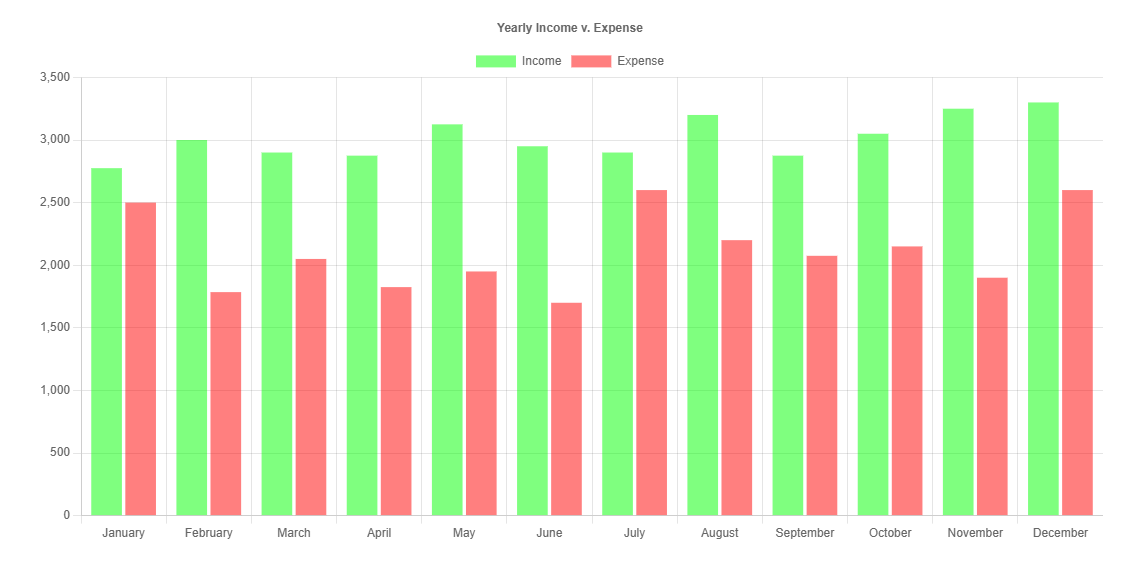 Yearly Income v. Expense
Income Expense
3,500
3,000
2,500
2,000
1,500
1,000
500
0
January February March April May June July August September October November December